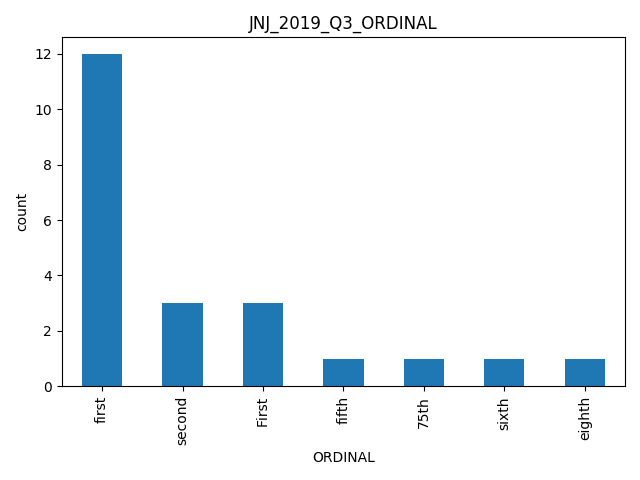 JNJ_2019_Q3_ORDINAL
count
12
10
8
6
4
2
0
first
second
First
fifth
75th
sixth
eighth
ORDINAL